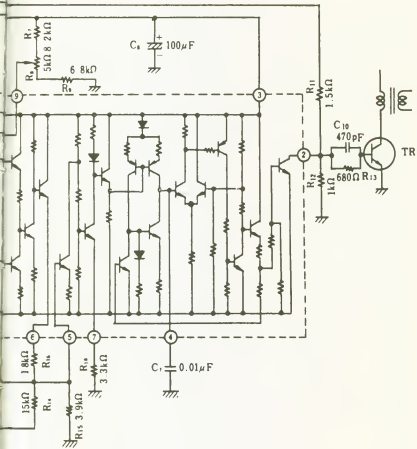 R₇
8.2kΩ
R₈
5kΩ
6.8kΩ
R₉
C₈
100μF
+
−
9
3
R₁₁
1.5kΩ
C₁₀
470pF
2
680Ω R₁₃
TR
R₁₂
1kΩ
6
5
7
4
1.8kΩ
R₁₆
3.3kΩ
C₇
0.01μF
15kΩ
R₁₄
R₁₅ 3.9kΩ